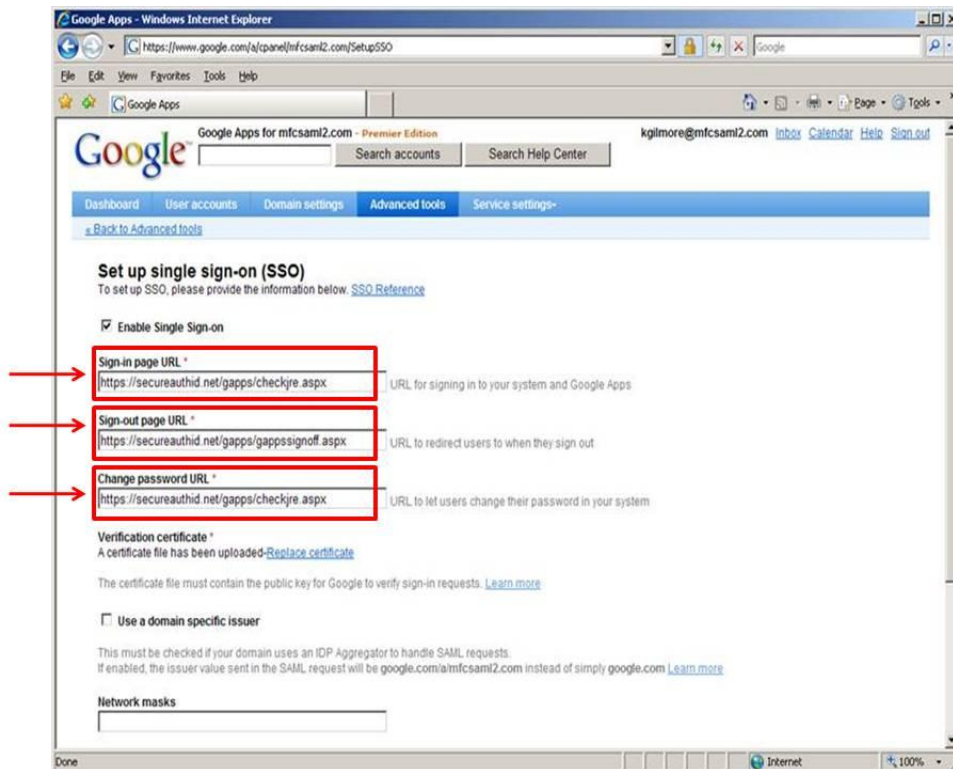 Google Apps - Windows Internet Explorer
https://www.google.com/a/cpanel/mfcsaml2.com/SetupSSO
Google
File Edit View Favorites Tools Help
Google Apps
Page Tools
Google Apps for mfcsaml2.com - Premier Edition
kgilmore@mfcsaml2.com Inbox Calendar Help Sign out
Google
Search accounts Search Help Center
Dashboard User accounts Domain settings Advanced tools Service settings
« Back to Advanced tools
Set up single sign-on (SSO)
To set up SSO, please provide the information below. SSO Reference
Enable Single Sign-on
Sign-in page URL *
https://secureauthid.net/gapps/checkjre.aspx
URL for signing in to your system and Google Apps
Sign-out page URL *
https://secureauthid.net/gapps/gappssignoff.aspx
URL to redirect users to when they sign out
Change password URL *
https://secureauthid.net/gapps/checkjre.aspx
URL to let users change their password in your system
Verification certificate *
A certificate file has been uploaded-Replace certificate
The certificate file must contain the public key for Google to verify sign-in requests. Learn more
Use a domain specific issuer
This must be checked if your domain uses an IDP Aggregator to handle SAML requests.
If enabled, the issuer value sent in the SAML request will be google.com/a/mfcsaml2.com instead of simply google.com Learn more
Network masks
Done Internet 100%